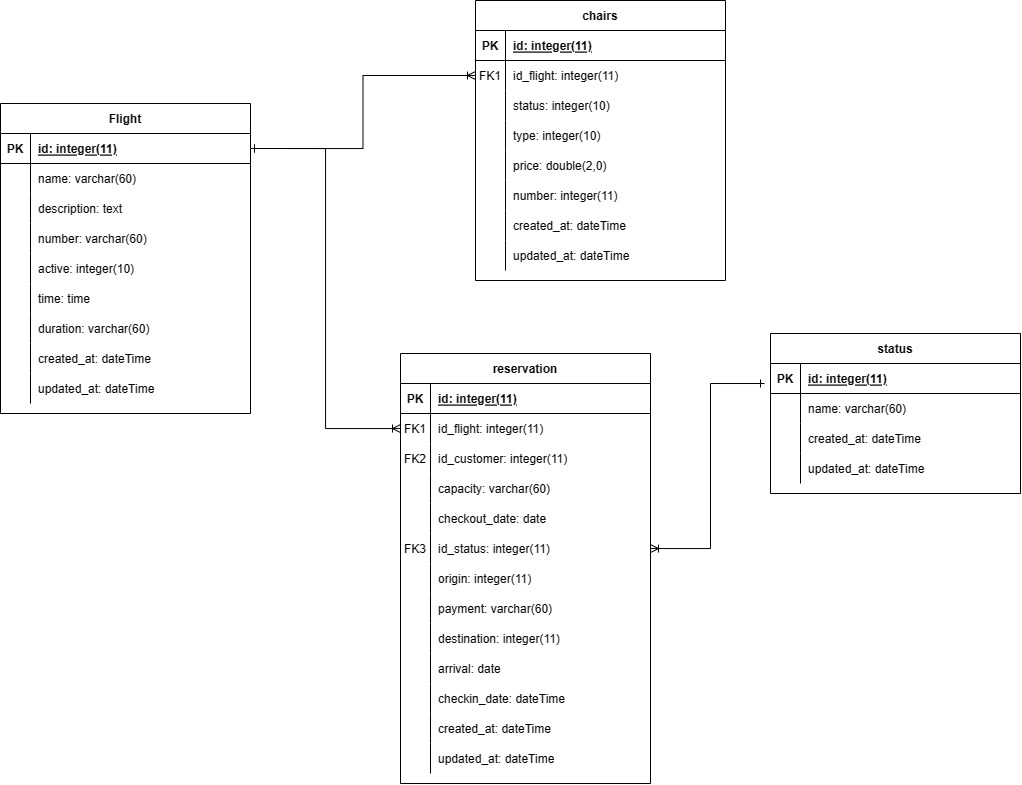 chairs
PK id: integer(11)
FK1 id_flight: integer(11)
status: integer(10)
type: integer(10)
price: double(2,0)
number: integer(11)
created_at: dateTime
updated_at: dateTime
Flight
PK id: integer(11)
name: varchar(60)
description: text
number: varchar(60)
active: integer(10)
time: time
duration: varchar(60)
created_at: dateTime
updated_at: dateTime
reservation
PK id: integer(11)
FK1 id_flight: integer(11)
FK2 id_customer: integer(11)
capacity: varchar(60)
checkout_date: date
FK3 id_status: integer(11)
origin: integer(11)
payment: varchar(60)
destination: integer(11)
arrival: date
checkin_date: dateTime
created_at: dateTime
updated_at: dateTime
status
PK id: integer(11)
name: varchar(60)
created_at: dateTime
updated_at: dateTime